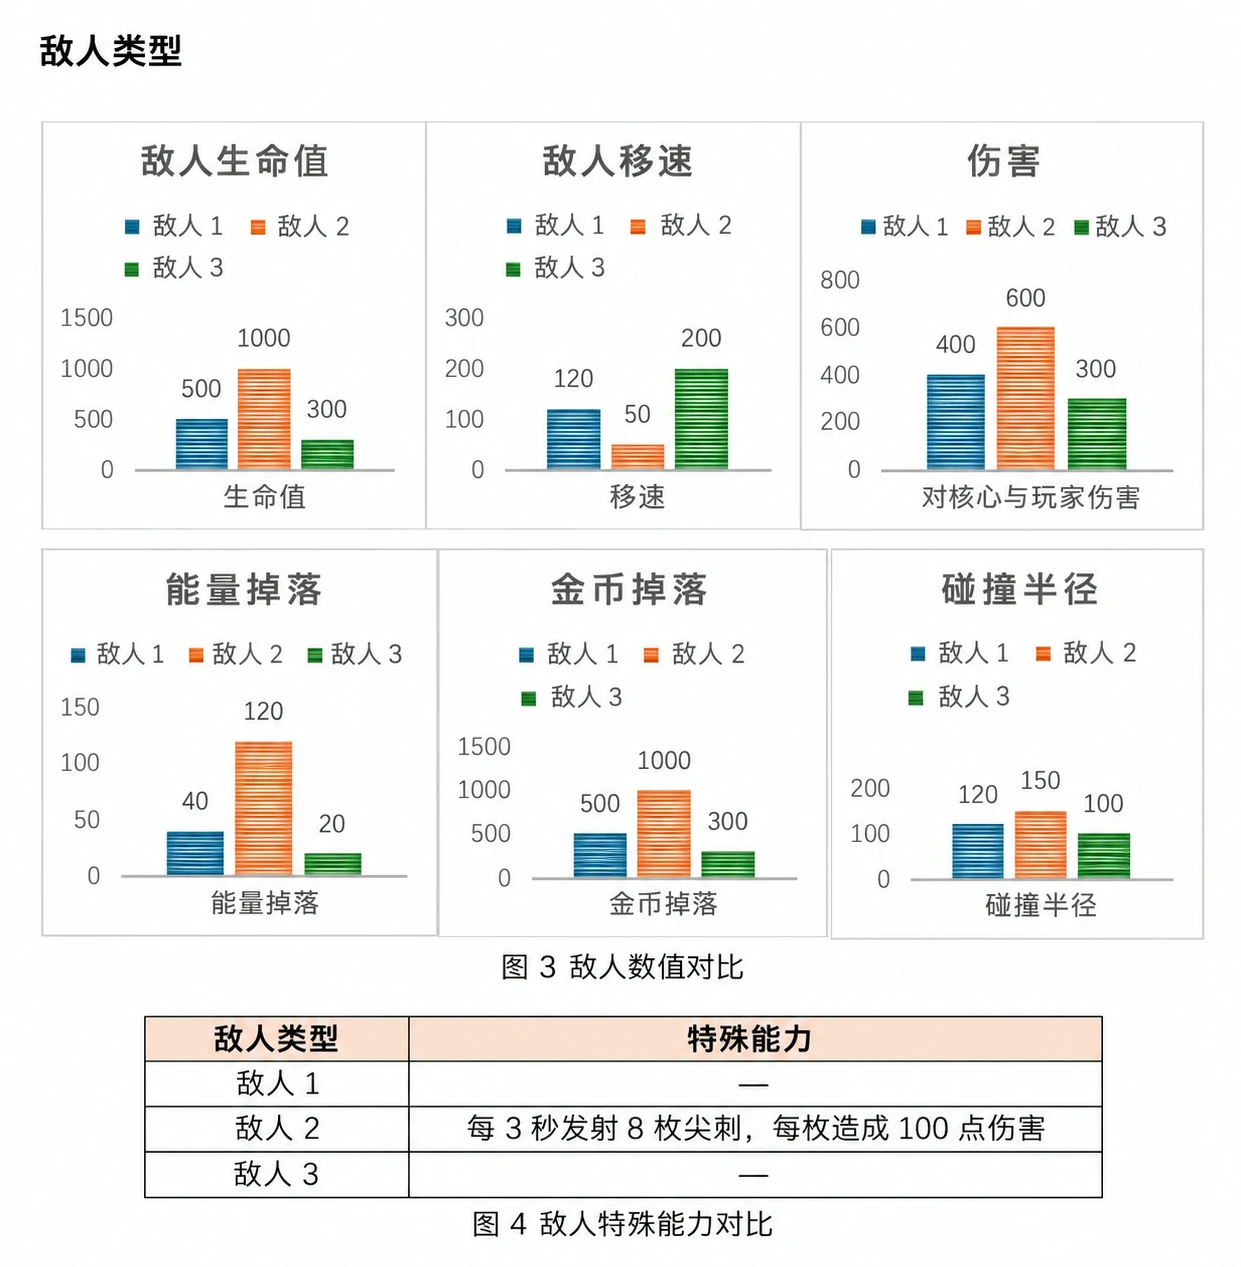 敌人类型
敌人生命值
敌人 1 敌人 2
敌人 3
1500
1000
500
0
500
1000
300
生命值
敌人移速
敌人 1 敌人 2
敌人 3
300
200
100
0
120
50
200
移速
伤害
敌人 1 敌人 2 敌人 3
800
600
400
200
0
400
600
300
对核心与玩家伤害
能量掉落
敌人 1 敌人 2 敌人 3
150
100
50
0
40
120
20
能量掉落
金币掉落
敌人 1 敌人 2
敌人 3
1500
1000
500
0
500
1000
300
金币掉落
碰撞半径
敌人 1 敌人 2
敌人 3
200
100
0
120
150
100
碰撞半径
图 3 敌人数值对比
敌人类型 特殊能力
敌人 1 —
敌人 2 每 3 秒发射 8 枚尖刺，每枚造成 100 点伤害
敌人 3 —
图 4 敌人特殊能力对比